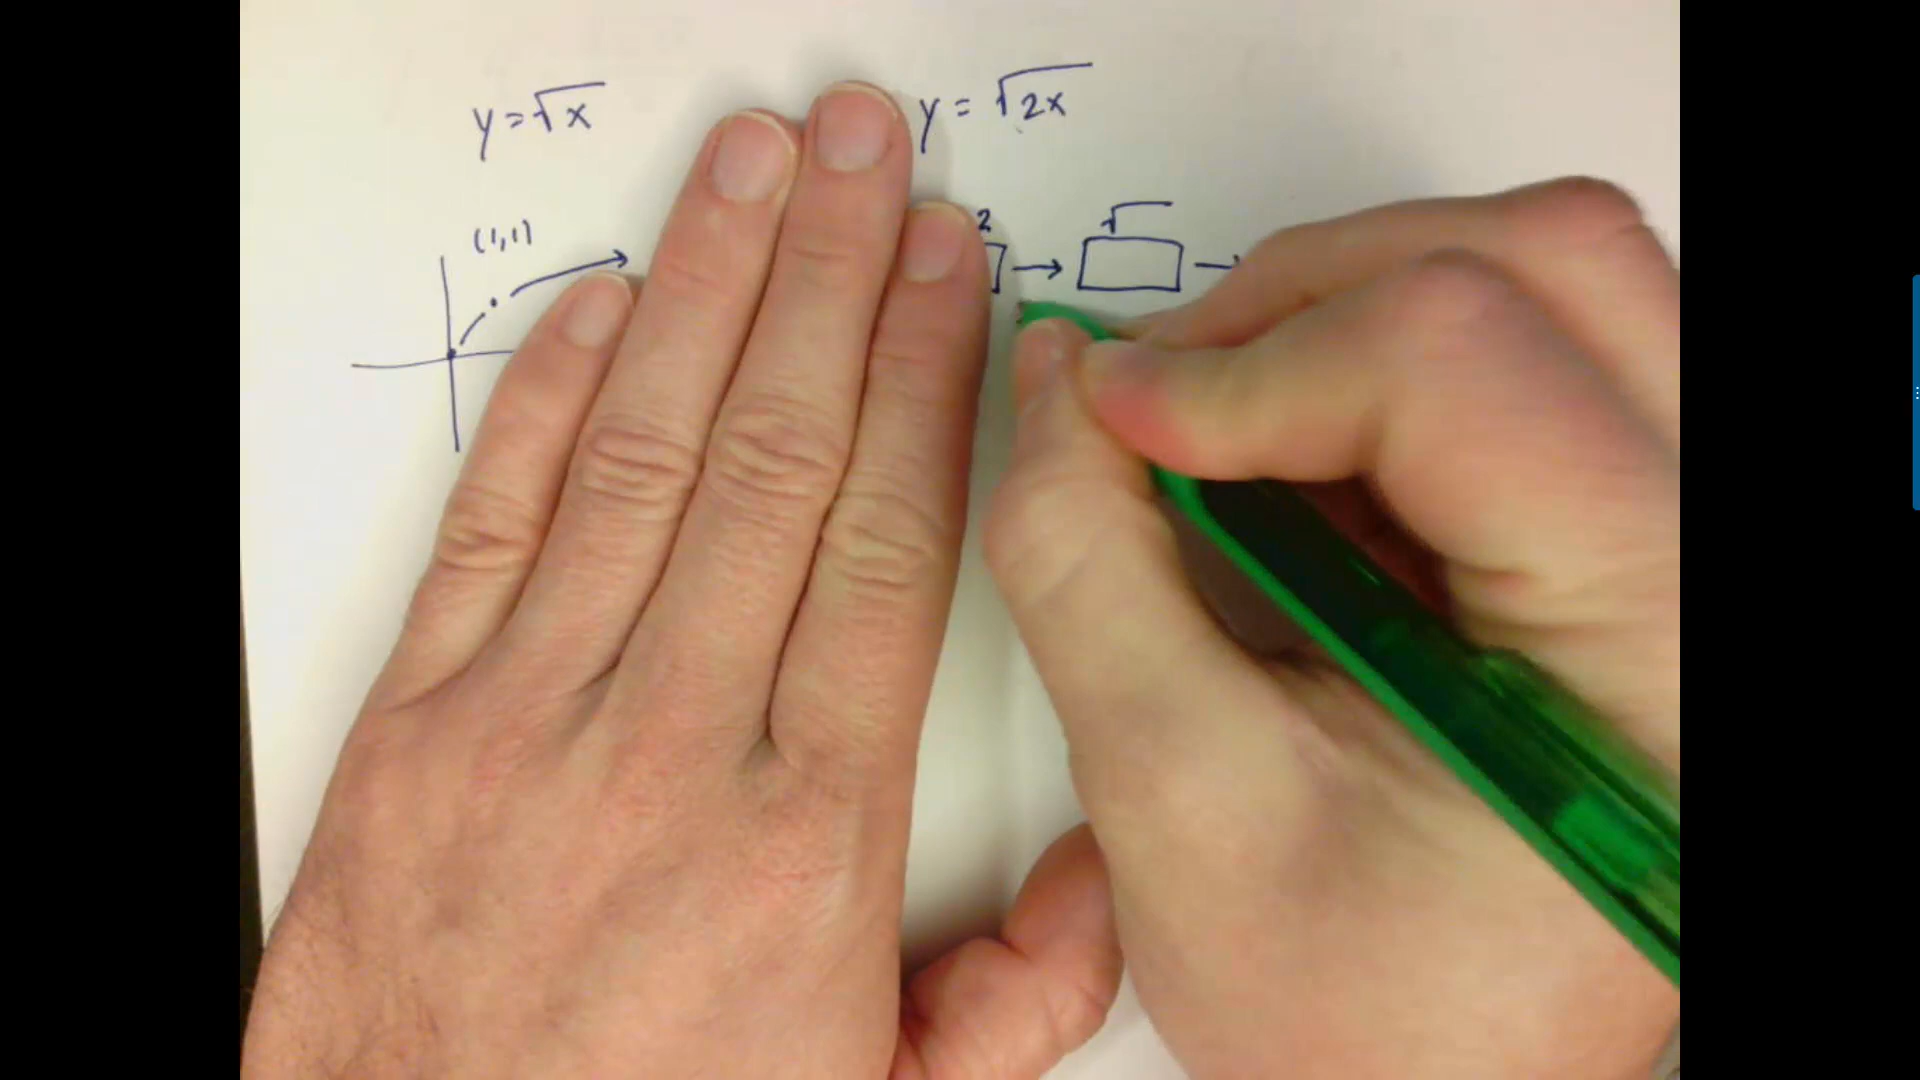 y = √x
y = √2x
2
√
(1,1)